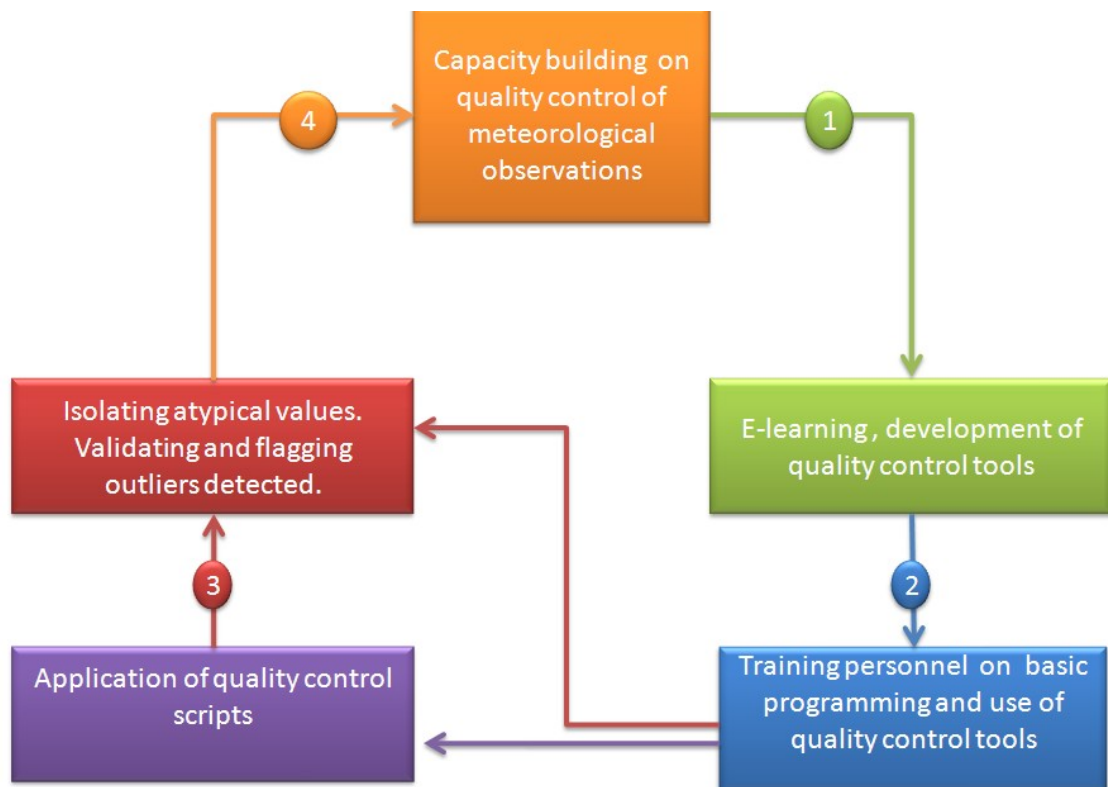 Capacity building on
quality control of
meteorological
observations
4
1
Isolating atypical values.
Validating and flagging
outliers detected.
E-learning , development of
quality control tools
3
2
Application of quality control
scripts
Training personnel on basic
programming and use of
quality control tools